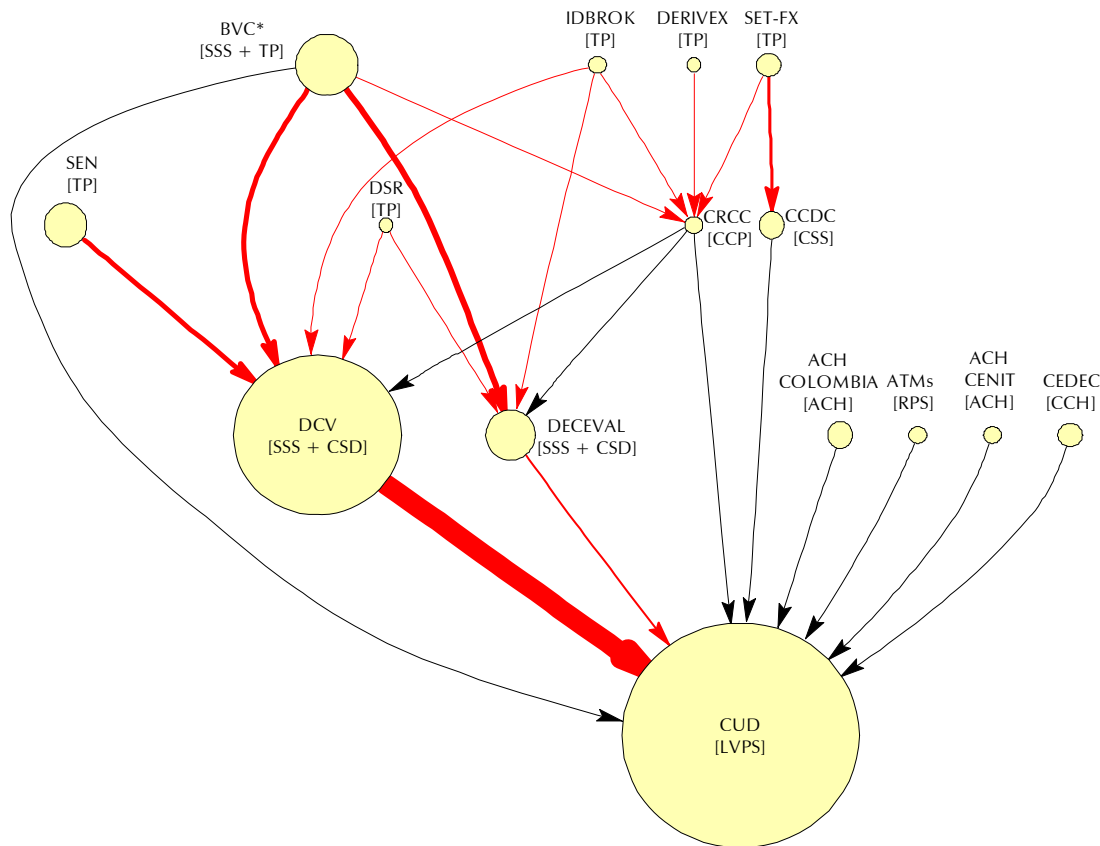 BVC*
[SSS + TP]
IDBROK
[TP]
DERIVEX
[TP]
SET-FX
[TP]
SEN
[TP]
DSR
[TP]
CRCC
[CCP]
CCDC
[CSS]
DCV
[SSS + CSD]
DECEVAL
[SSS + CSD]
ACH
COLOMBIA
[ACH]
ATMs
[RPS]
ACH
CENIT
[ACH]
CEDEC
[CCH]
CUD
[LVPS]